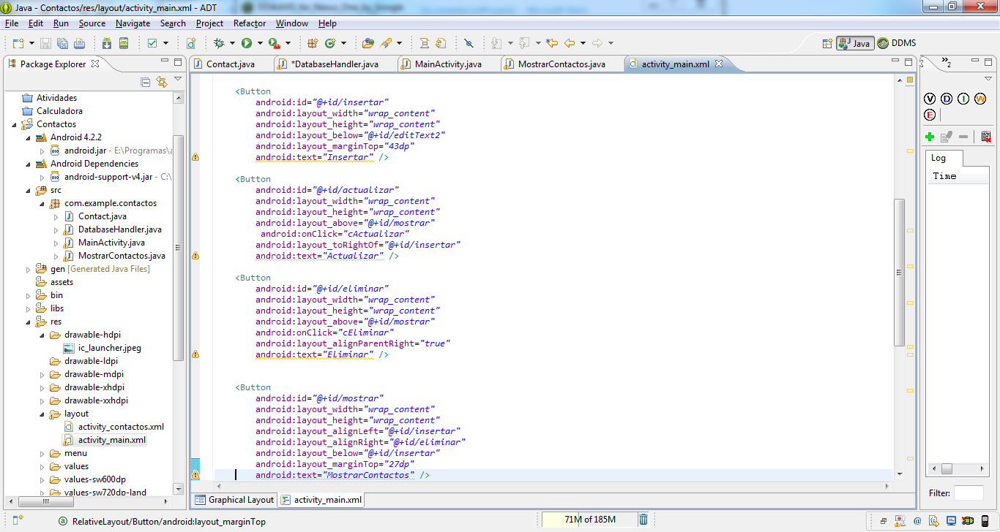 Java - Contactos/res/layout/activity_main.xml - ADT
File Edit Run Source Navigate Search Project Refactor Window Help
Java DDMS
Package Explorer
Contact.java *DatabaseHandler.java MainActivity.java MostrarContactos.java activity_main.xml
2
Atividades
Calculadora
Contactos
Android 4.2.2
android.jar - E:\Programas\a
Android Dependencies
android-support-v4.jar - C:\
src
com.example.contactos
Contact.java
DatabaseHandler.java
MainActivity.java
MostrarContactos.java
gen [Generated Java Files]
assets
bin
libs
res
drawable-hdpi
ic_launcher.jpeg
drawable-ldpi
drawable-mdpi
drawable-xhdpi
drawable-xxhdpi
layout
activity_contactos.xml
activity_main.xml
menu
values
values-sw600dp
values-sw720dp-land
<Button
android:id="@+id/insertar"
android:layout_width="wrap_content"
android:layout_height="wrap_content"
android:layout_below="@+id/editText2"
android:layout_marginTop="43dp"
android:text="Insertar" />
<Button
android:id="@+id/actualizar"
android:layout_width="wrap_content"
android:layout_height="wrap_content"
android:layout_above="@+id/mostrar"
android:onClick="cActualizar"
android:layout_toRightOf="@+id/insertar"
android:text="Actualizar" />
<Button
android:id="@+id/eliminar"
android:layout_width="wrap_content"
android:layout_height="wrap_content"
android:layout_above="@+id/mostrar"
android:onClick="cEliminar"
android:layout_alignParentRight="true"
android:text="Eliminar" />
<Button
android:id="@+id/mostrar"
android:layout_width="wrap_content"
android:layout_height="wrap_content"
android:layout_alignLeft="@+id/insertar"
android:layout_alignRight="@+id/eliminar"
android:layout_below="@+id/insertar"
android:layout_marginTop="27dp"
android:text="MostrarContactos" />
Graphical Layout activity_main.xml
V D I W
E
Log
Time
Filter:
RelativeLayout/Button/android:layout_marginTop
71M of 185M